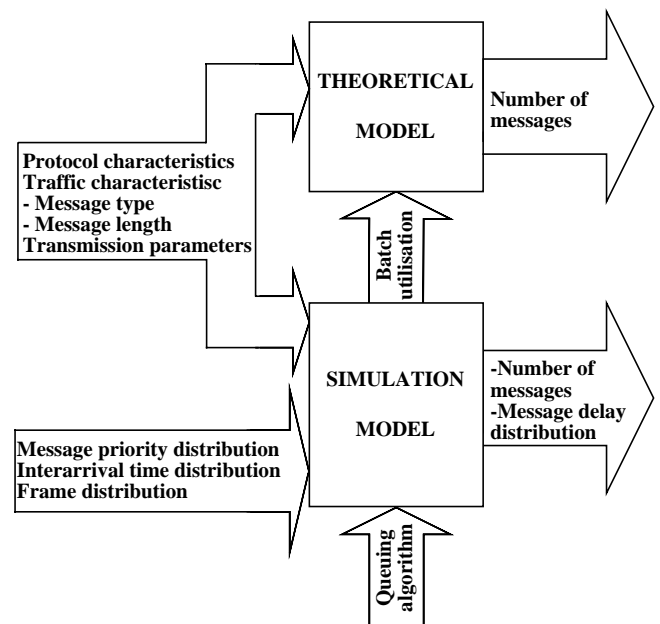 THEORETICAL
MODEL
Number of
messages
Protocol characteristics
Traffic characteristisc
- Message type
- Message length
Transmission parameters
Batch
utilisation
SIMULATION
MODEL
-Number of
messages
-Message delay
distribution
Message priority distribution
Interarrival time distribution
Frame distribution
Queuing
algorithm